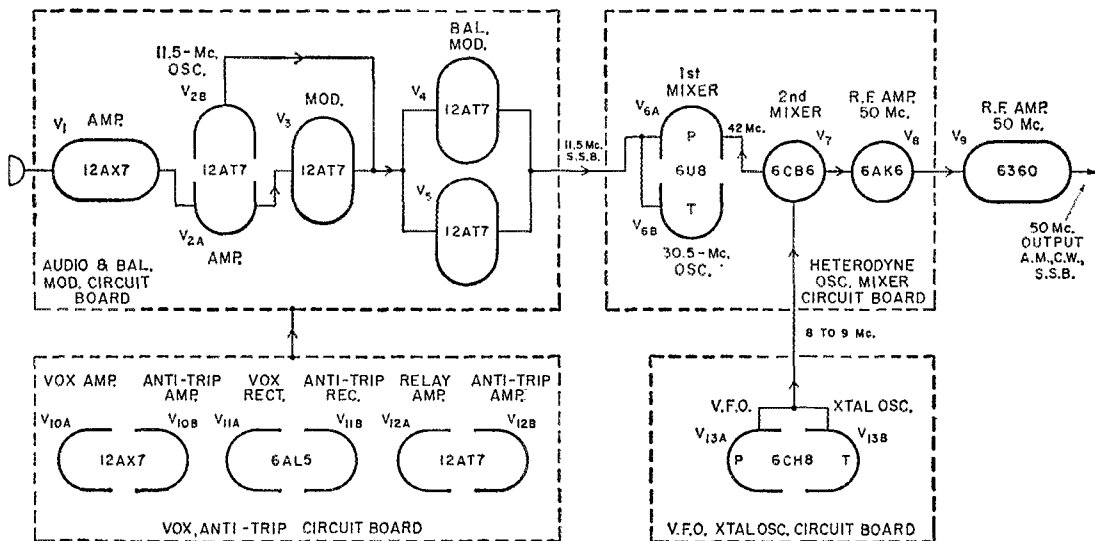 V1
AMP.
12AX7
11.5-Mc.
OSC.
V2B
12AT7
V2A
AMP.
MOD.
V3
12AT7
BAL.
MOD.
V4
12AT7
V5
12AT7
AUDIO & BAL.
MOD. CIRCUIT
BOARD
11.5 Mc.
S.S.B.
1st
MIXER
V6A
P
6U8
T
V6B
30.5-Mc.
OSC.
42 Mc.
2nd
MIXER
V7
6CB6
R.F. AMP.
50 Mc.
V8
6AK6
HETERODYNE
OSC. MIXER
CIRCUIT BOARD
R.F. AMP.
50 Mc.
V9
6360
50 Mc.
OUTPUT
A.M., C.W.,
S.S.B.
8 TO 9 Mc.
VOX AMP.
V10A
ANTI-TRIP
AMP.
V10B
12AX7
VOX
RECT.
V11A
ANTI-TRIP
REC.
V11B
6AL5
RELAY
AMP.
V12A
ANTI-TRIP
AMP.
V12B
12AT7
VOX, ANTI-TRIP CIRCUIT BOARD
V.F.O.
XTAL OSC.
V13A
V13B
P
6CH8
T
V.F.O. XTAL OSC. CIRCUIT BOARD